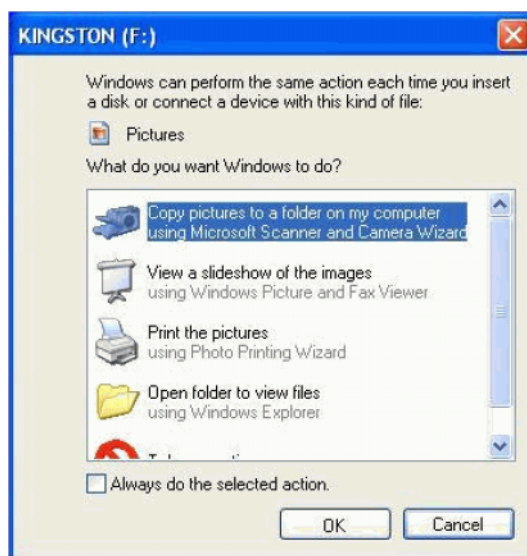 KINGSTON (F:)
Windows can perform the same action each time you insert
a disk or connect a device with this kind of file:
Pictures
What do you want Windows to do?
Copy pictures to a folder on my computer
using Microsoft Scanner and Camera Wizard
View a slideshow of the images
using Windows Picture and Fax Viewer
Print the pictures
using Photo Printing Wizard
Open folder to view files
using Windows Explorer
Always do the selected action.
OK
Cancel